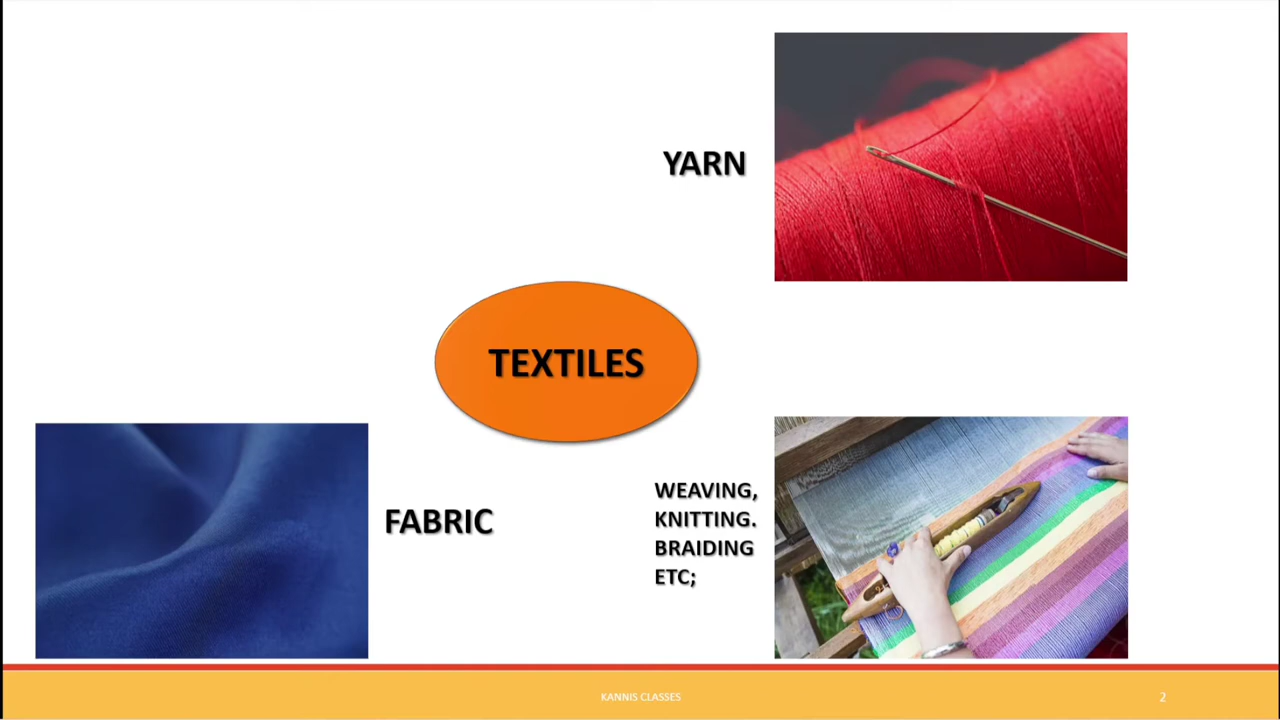 YARN
TEXTILES
WEAVING,
KNITTING.
BRAIDING
ETC;
FABRIC
KANNIS CLASSES
2